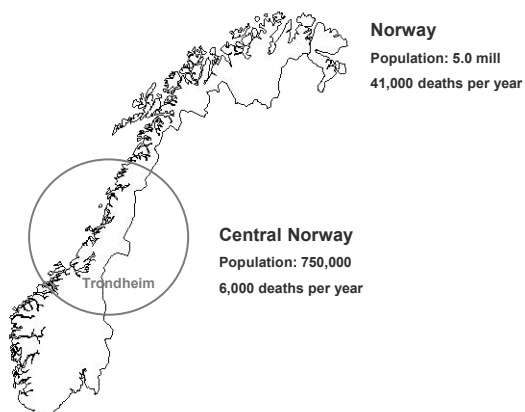 Norway
Population: 5.0 mill
41,000 deaths per year
Central Norway
Population: 750,000
6,000 deaths per year
Trondheim